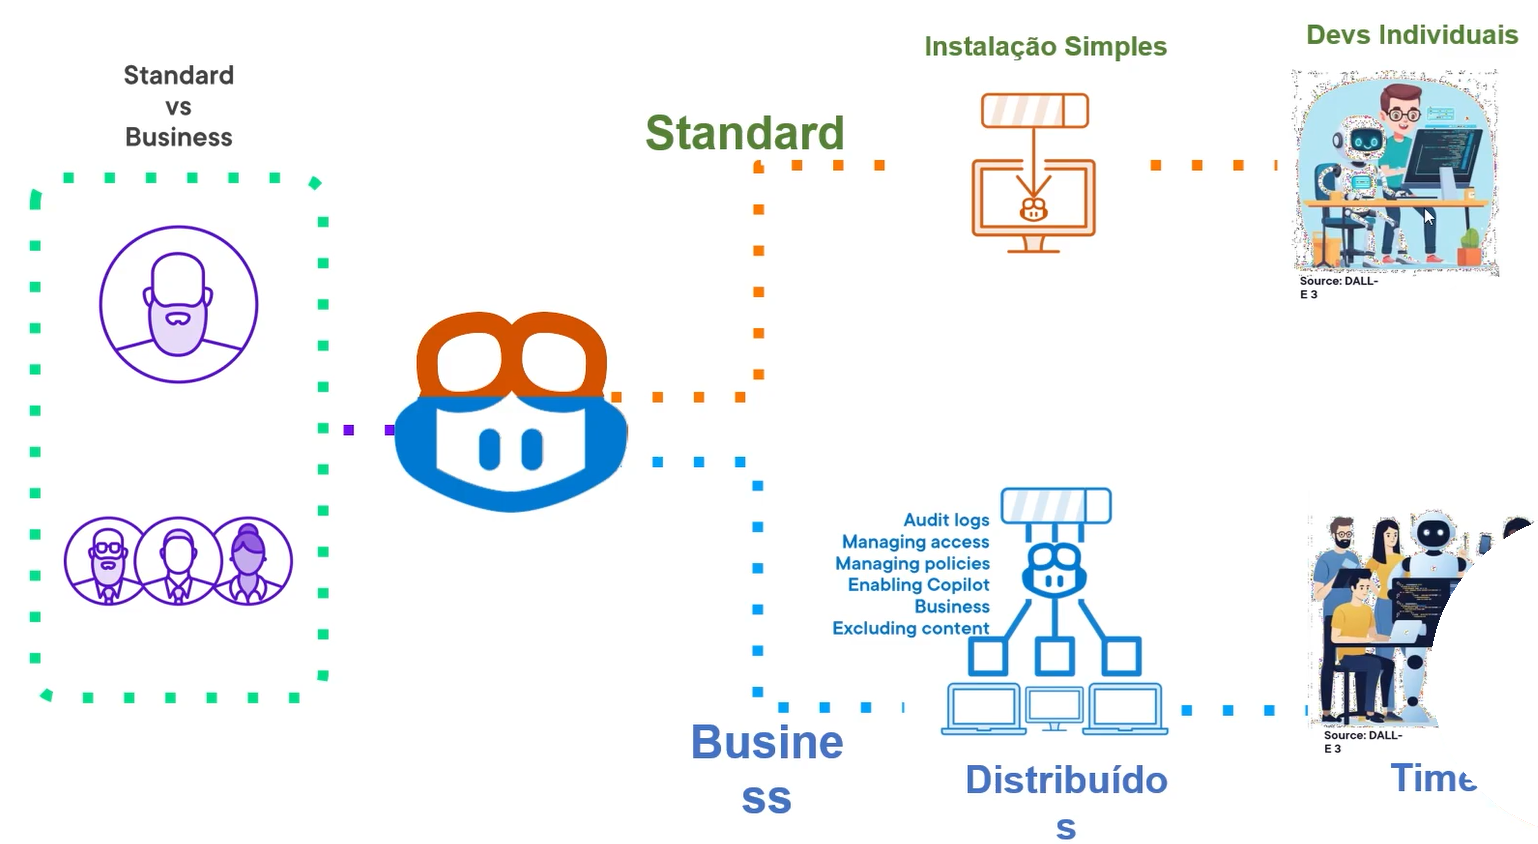 Standard
vs
Business
Standard
Instalação Simples
Devs Individuais
Source: DALL-
E 3
Audit logs
Managing access
Managing policies
Enabling Copilot
Business
Excluding content
Busine
ss
Distribuído
s
Source: DALL-
E 3
Time